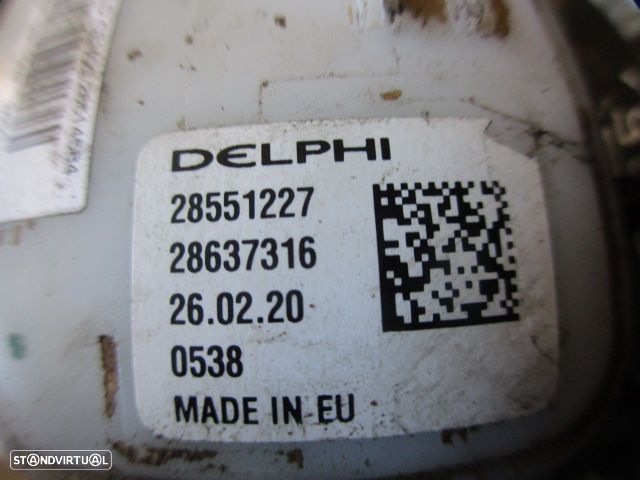 DELPHI
28551227
28637316
26.02.20
0538
MADE IN EU
STANDVIRTUAL